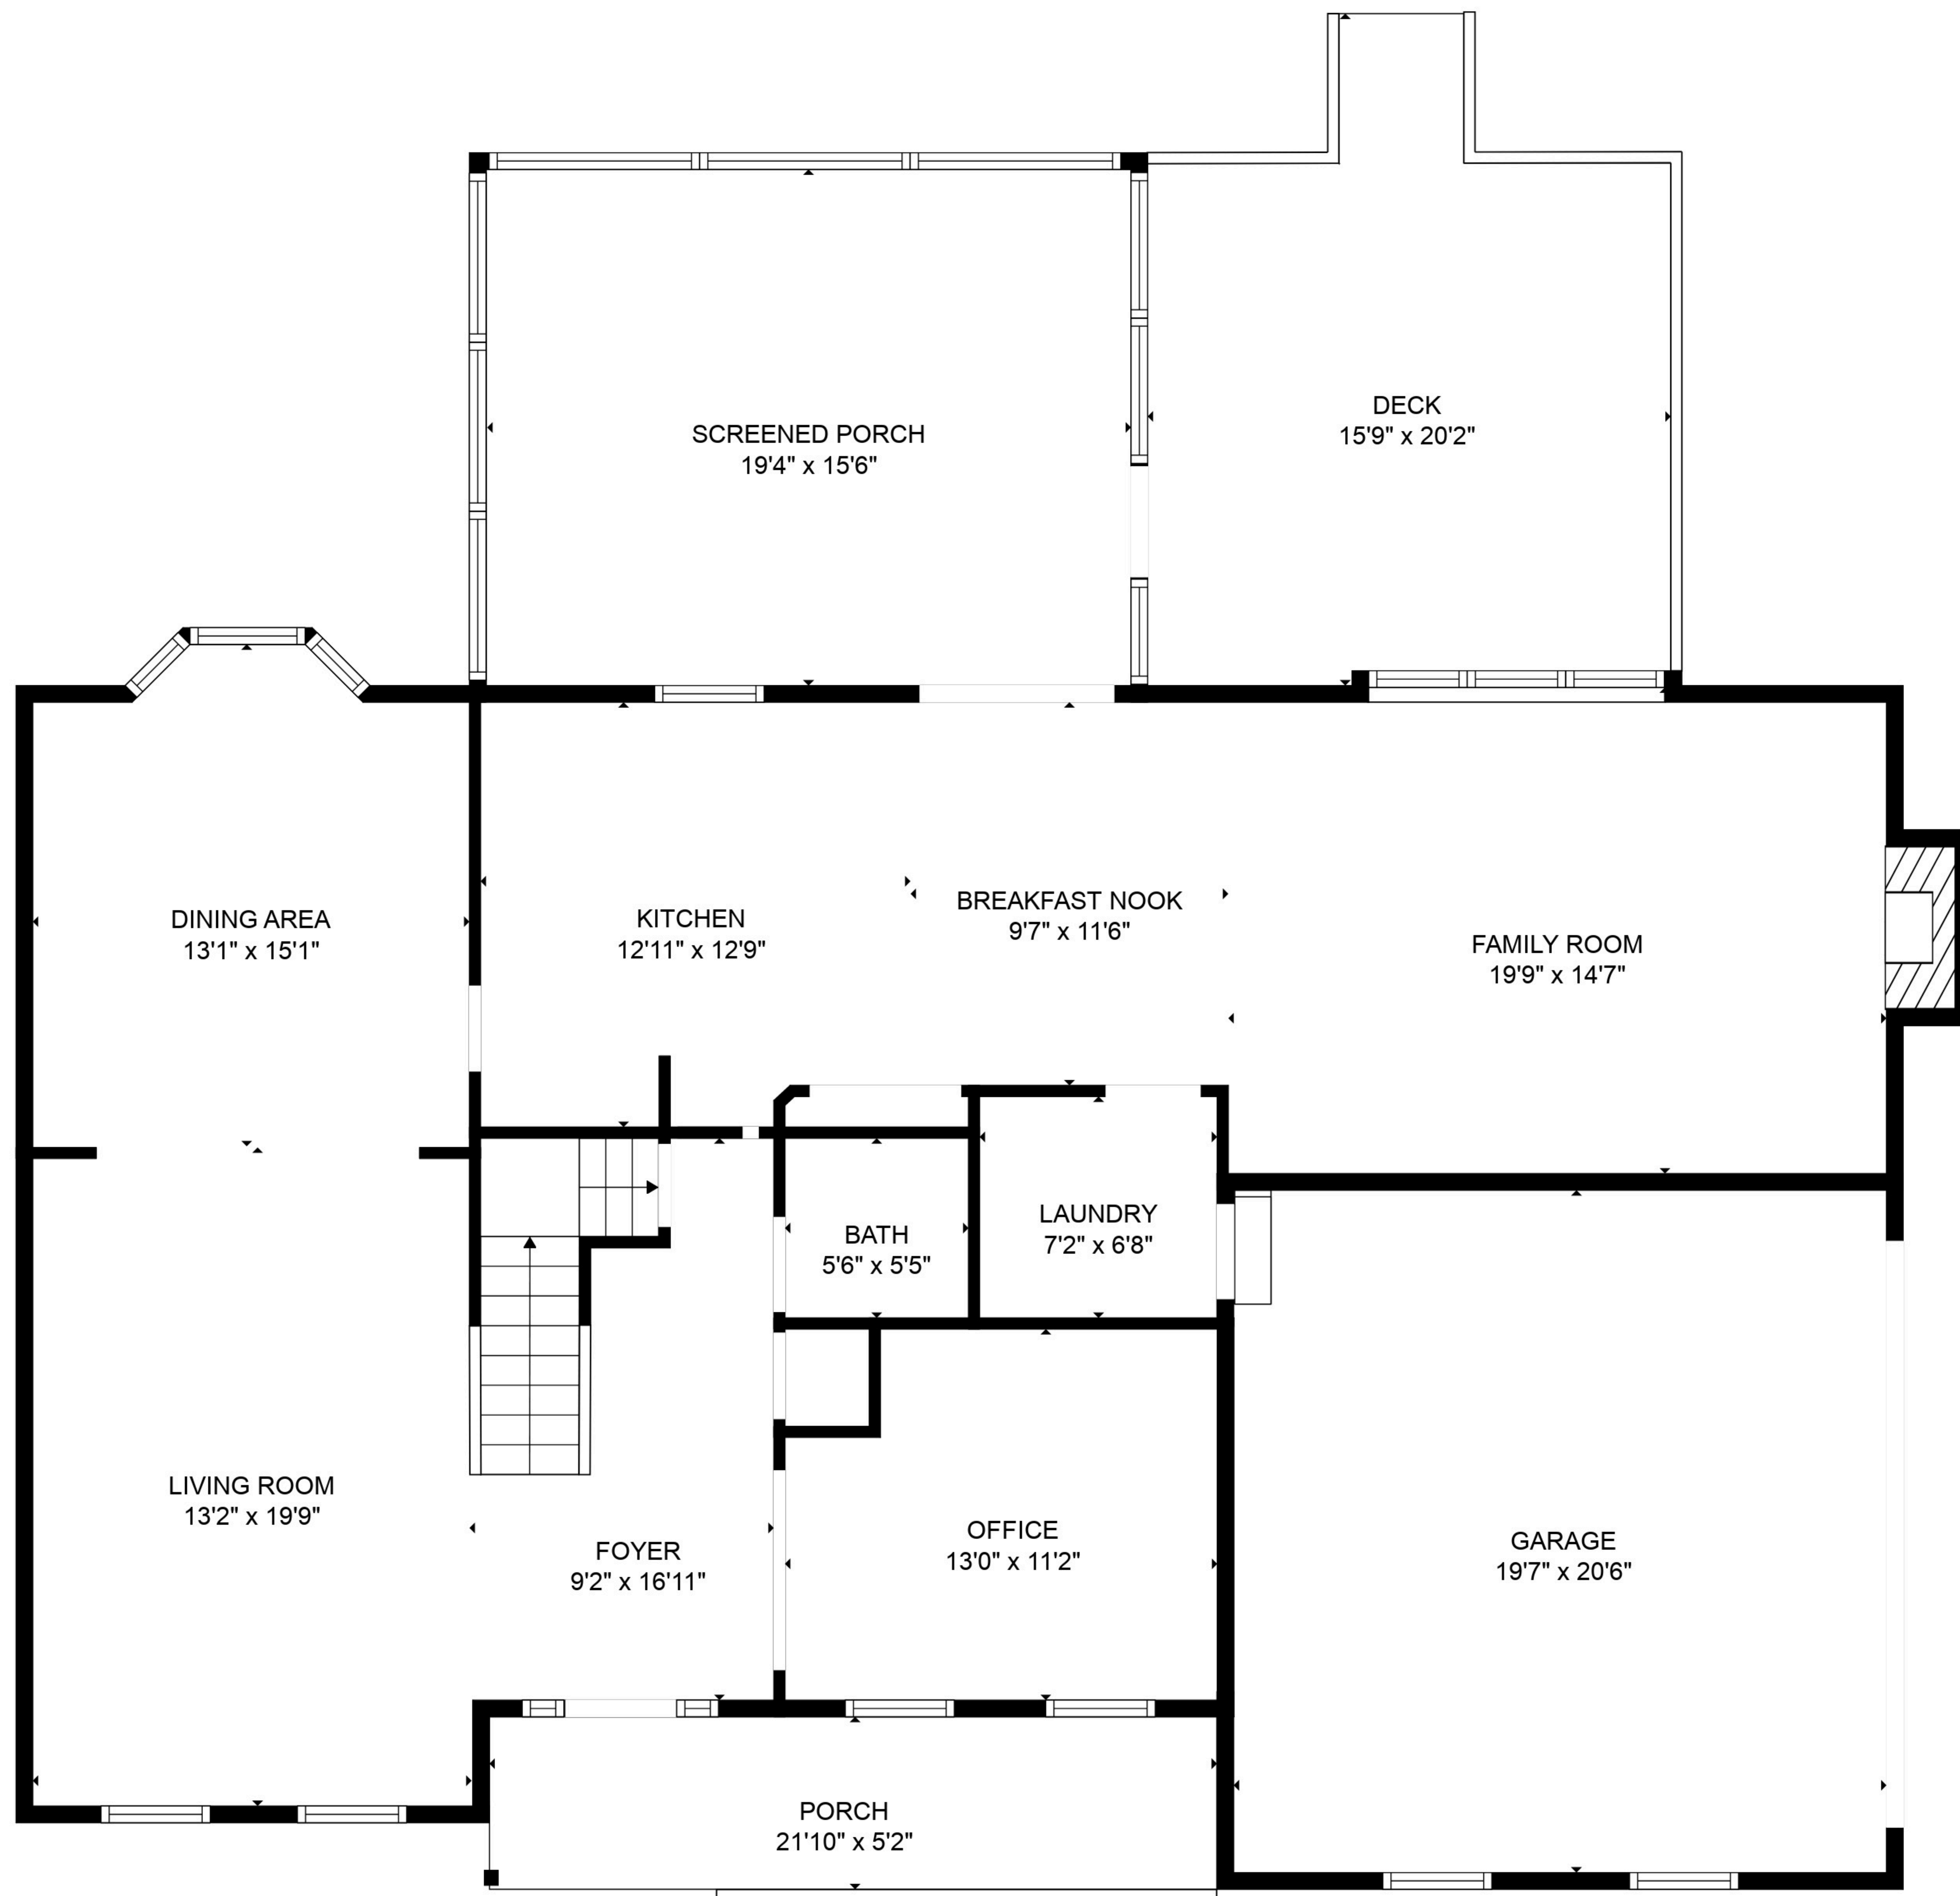 DECK
15'9" x 20'2"
SCREENED PORCH
19'4" x 15'6"
DINING AREA
13'1" x 15'1"
KITCHEN
12'11" x 12'9"
BREAKFAST NOOK
9'7" x 11'6"
FAMILY ROOM
19'9" x 14'7"
BATH
5'6" x 5'5"
LAUNDRY
7'2" x 6'8"
LIVING ROOM
13'2" x 19'9"
FOYER
9'2" x 16'11"
OFFICE
13'0" x 11'2"
GARAGE
19'7" x 20'6"
PORCH
21'10" x 5'2"